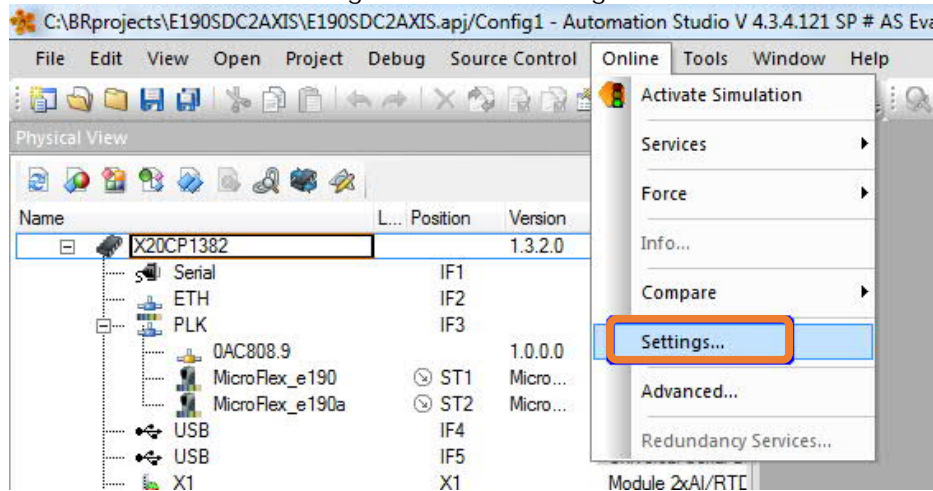 C:\BRprojects\E190SDC2AXIS\E190SDC2AXIS.apj/Config1 - Automation Studio V 4.3.4.121 SP # AS Eva
File Edit View Open Project Debug Source Control Online Tools Window Help
Activate Simulation
Physical View
Services
Force
Name L... Position Version
X20CP1382 1.3.2.0
Info...
Serial IF1
ETH IF2
Compare
PLK IF3
Settings...
0AC808.9 1.0.0.0
MicroFlex_e190 ST1 Micro...
Advanced...
MicroFlex_e190a ST2 Micro...
USB IF4
Redundancy Services...
USB IF5
X1 X1 Module 2xAI/RTD